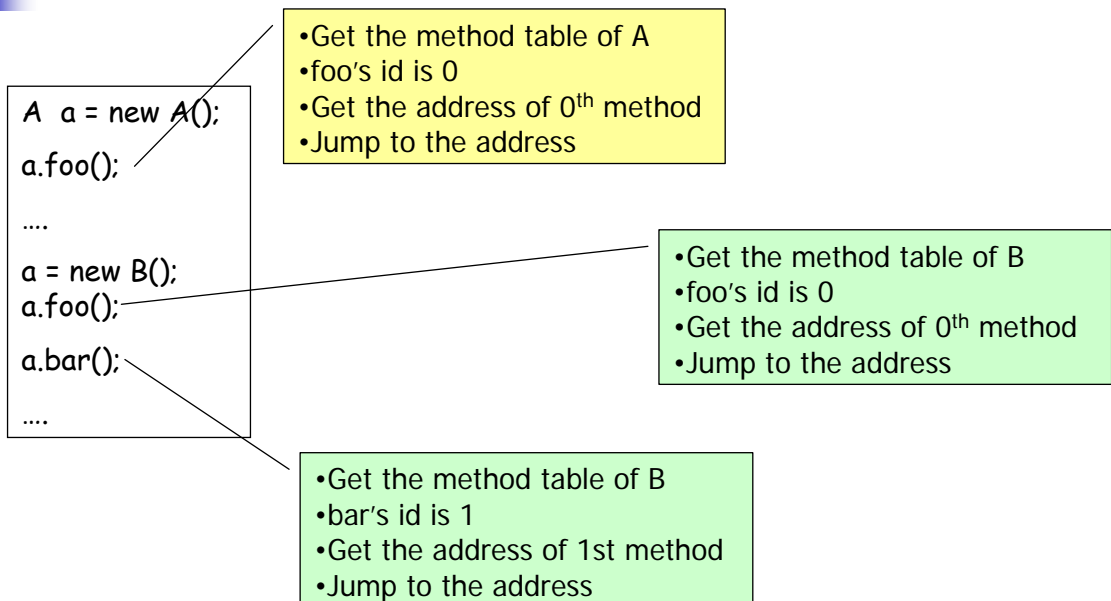 •Get the method table of A
•foo's id is 0
•Get the address of 0th method
•Jump to the address
A a = new A();
a.foo();
....
a = new B();
a.foo();
a.bar();
....
•Get the method table of B
•foo's id is 0
•Get the address of 0th method
•Jump to the address
•Get the method table of B
•bar's id is 1
•Get the address of 1st method
•Jump to the address